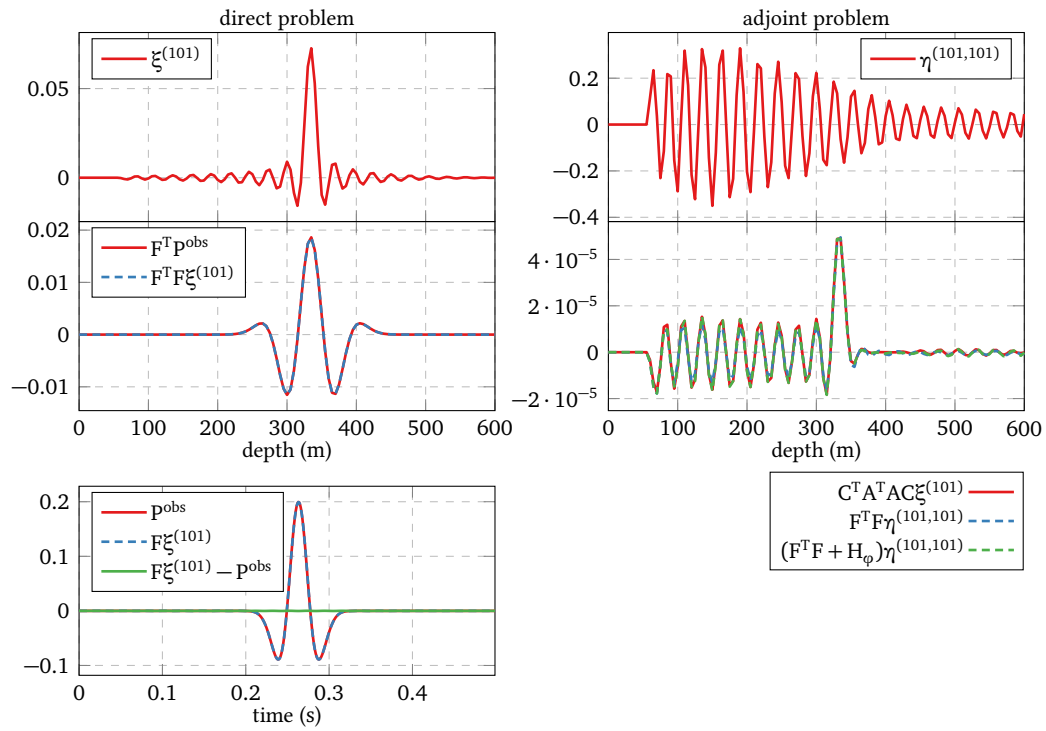 direct problem
0.05
0
ξ^(101)
0.02
0.01
0
−0.01
F^T P^obs
F^T Fξ^(101)
0 100 200 300 400 500 600
depth (m)
0.2
0.1
0
−0.1
P^obs
Fξ^(101)
Fξ^(101) − P^obs
0 0.2 0.2 0.3 0.4
time (s)
adjoint problem
0.2
0
−0.2
−0.4
η^(101,101)
4 · 10^−5
2 · 10^−5
0
−2 · 10^−5
0 100 200 300 400 500 600
depth (m)
C^T A^T ACξ^(101)
F^T Fη^(101,101)
(F^T F + H_φ)η^(101,101)